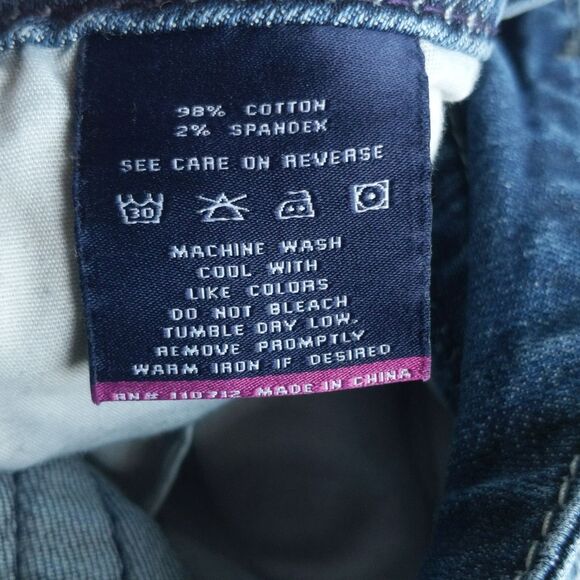 98% COTTON
2% SPANDEX
SEE CARE ON REVERSE
30
MACHINE WASH
COOL WITH
LIKE COLORS
DO NOT BLEACH
TUMBLE DRY LOW.
REMOVE PROMPTLY
WARM IRON IF DESIRED
RN# 110712 MADE IN CHINA